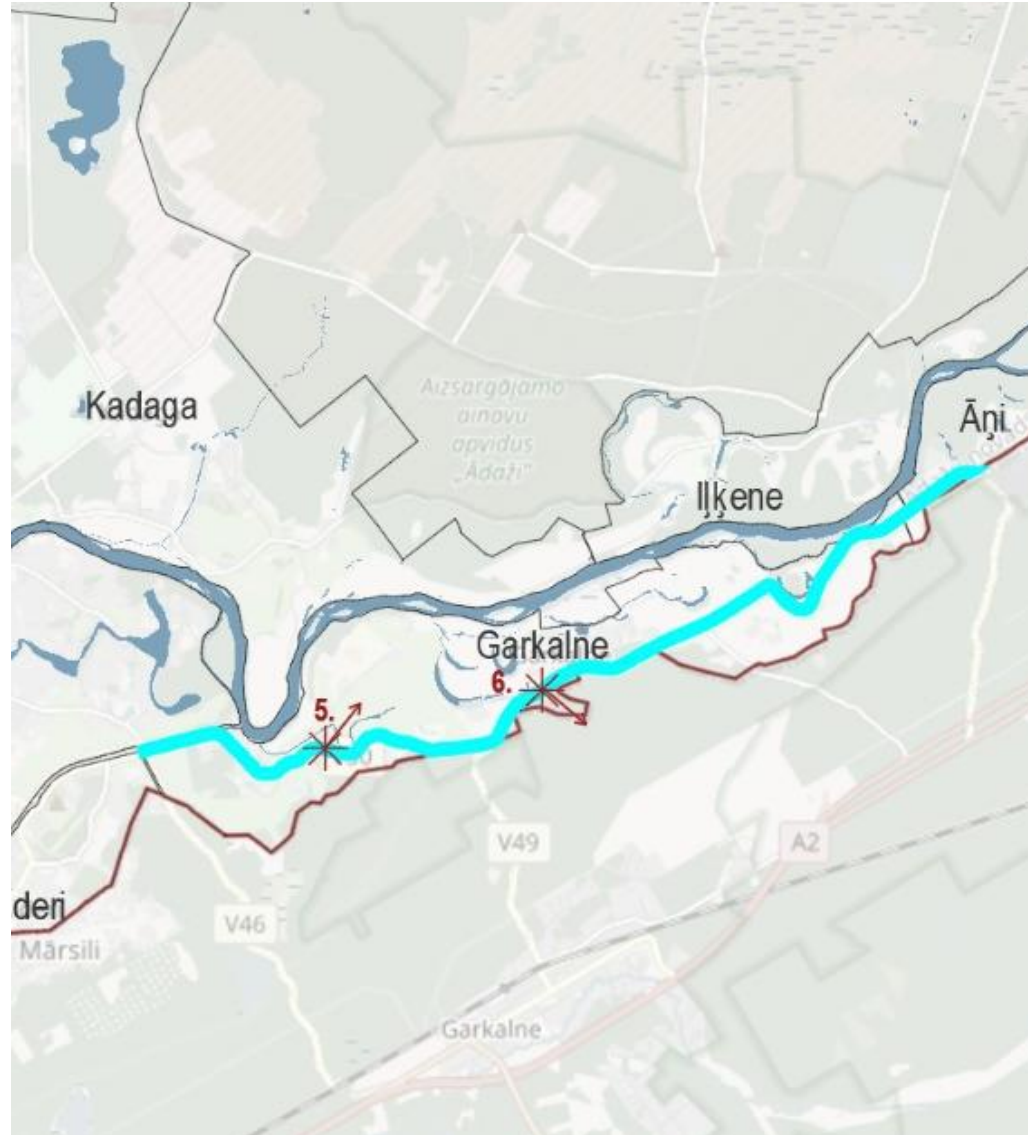 Kadaga
Aizsargājamo
ainavu
apvidus
„Ādaži"
Āņi
Iļķene
Garkalne
6.
5.
V49
A2
deri
V46
Mārsili
Garkalne